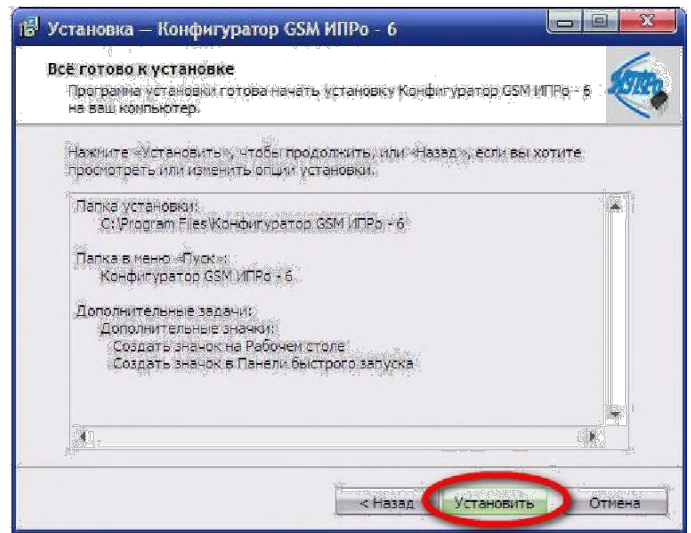 Установка — Конфигуратор GSM ИПРо - 6
Всё готово к установке
Программа установки готова начать установку Конфигуратор GSM ИПРо - 6
на ваш компьютер.
ИПРо
Нажмите «Установить», чтобы продолжить, или «Назад», если вы хотите
просмотреть или изменить опции установки.
Папка установки:
C:\Program Files\Конфигуратор GSM ИПРо - 6
Папка в меню «Пуск»:
Конфигуратор GSM ИПРо - 6
Дополнительные задачи:
Дополнительные значки:
Создать значок на Рабочем столе
Создать значок в Панели быстрого запуска
< Назад
Установить
Отмена